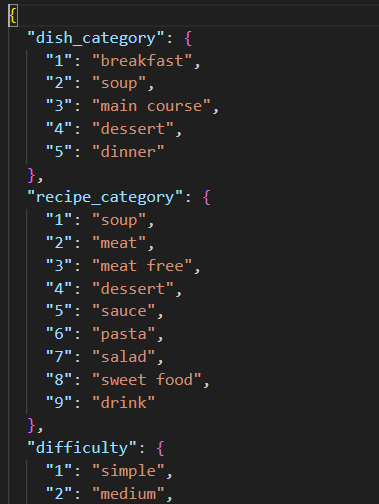 {
  "dish_category": {
    "1": "breakfast",
    "2": "soup",
    "3": "main course",
    "4": "dessert",
    "5": "dinner"
  },
  "recipe_category": {
    "1": "soup",
    "2": "meat",
    "3": "meat free",
    "4": "dessert",
    "5": "sauce",
    "6": "pasta",
    "7": "salad",
    "8": "sweet food",
    "9": "drink"
  },
  "difficulty": {
    "1": "simple",
    "2": "medium",